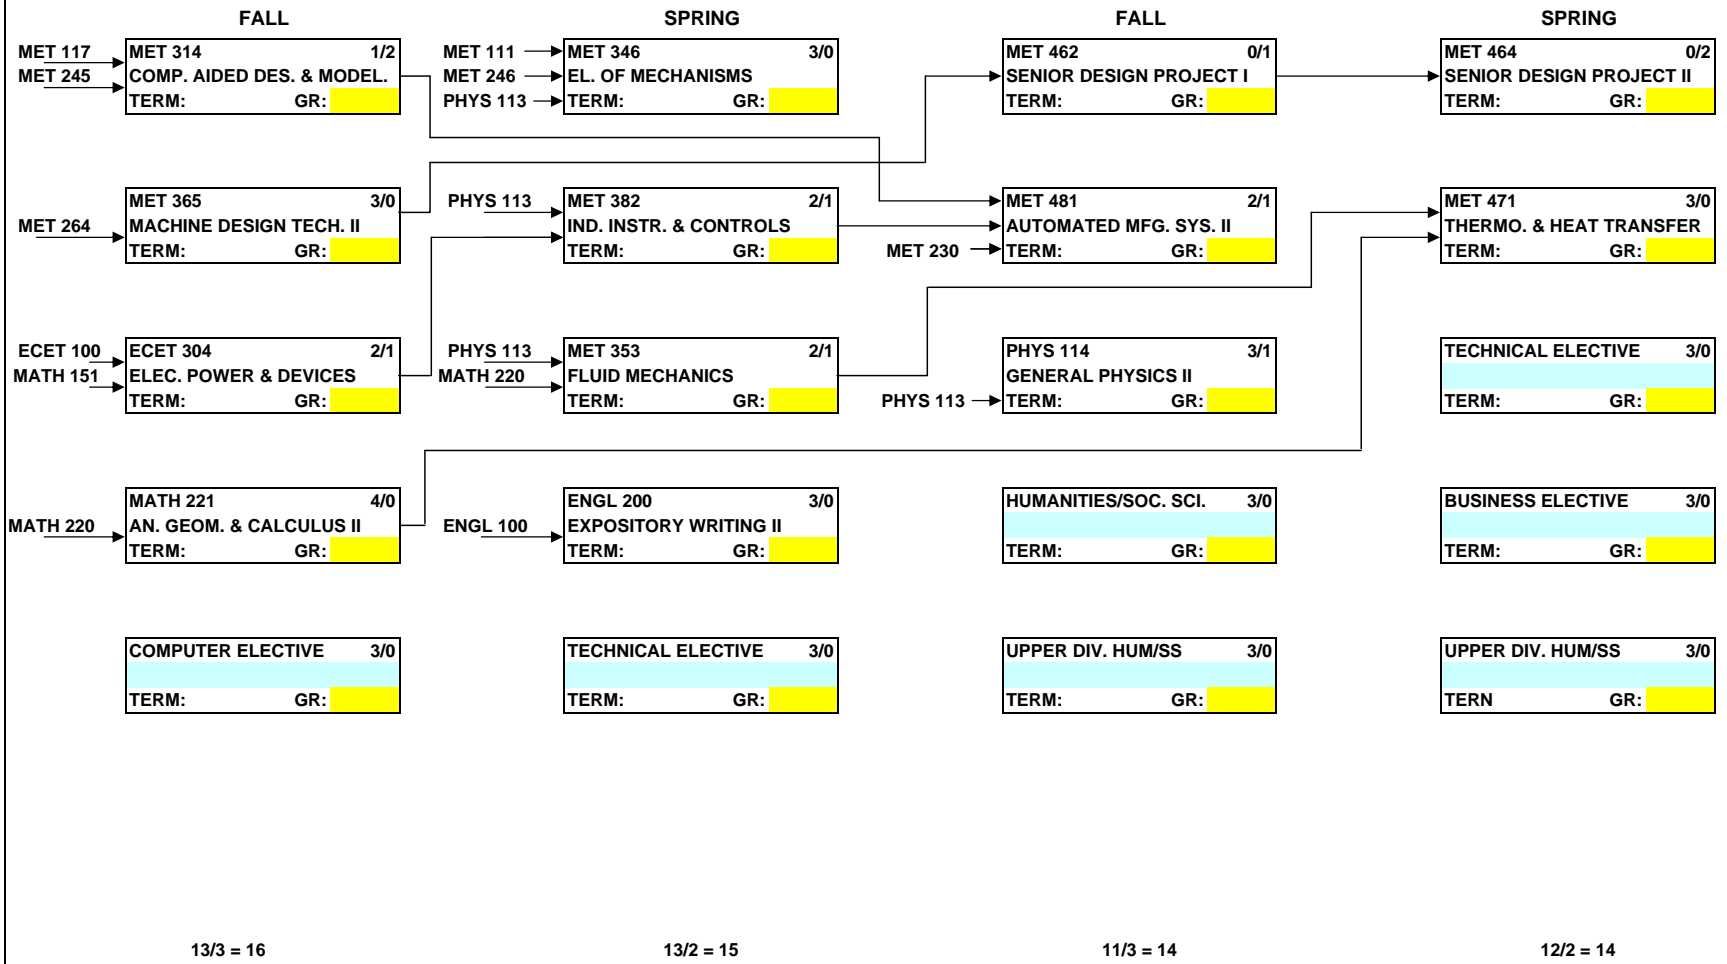 FALL SPRING FALL SPRING
MET 117 MET 314 1/2 MET 111 MET 346 3/0 MET 462 0/1 MET 464 0/2
MET 245 COMP. AIDED DES. & MODEL. MET 246 EL. OF MECHANISMS SENIOR DESIGN PROJECT I SENIOR DESIGN PROJECT II
TERM: GR: PHYS 113 TERM: GR: TERM: GR: TERM: GR:
MET 365 3/0 PHYS 113 MET 382 2/1 MET 481 2/1 MET 471 3/0
MET 264 MACHINE DESIGN TECH. II IND. INSTR. & CONTROLS AUTOMATED MFG. SYS. II THERMO. & HEAT TRANSFER
TERM: GR: TERM: GR: MET 230 TERM: GR: TERM: GR:
ECET 100 ECET 304 2/1 PHYS 113 MET 353 2/1 PHYS 114 3/1 TECHNICAL ELECTIVE 3/0
MATH 151 ELEC. POWER & DEVICES MATH 220 FLUID MECHANICS GENERAL PHYSICS II
TERM: GR: TERM: GR: PHYS 113 TERM: GR: TERM: GR:
MATH 221 4/0 ENGL 200 3/0 HUMANITIES/SOC. SCI. 3/0 BUSINESS ELECTIVE 3/0
MATH 220 AN. GEOM. & CALCULUS II ENGL 100 EXPOSITORY WRITING II
TERM: GR: TERM: GR: TERM: GR: TERM: GR:
COMPUTER ELECTIVE 3/0 TECHNICAL ELECTIVE 3/0 UPPER DIV. HUM/SS 3/0 UPPER DIV. HUM/SS 3/0
TERM: GR: TERM: GR: TERM: GR: TERN GR:
13/3 = 16 13/2 = 15 11/3 = 14 12/2 = 14